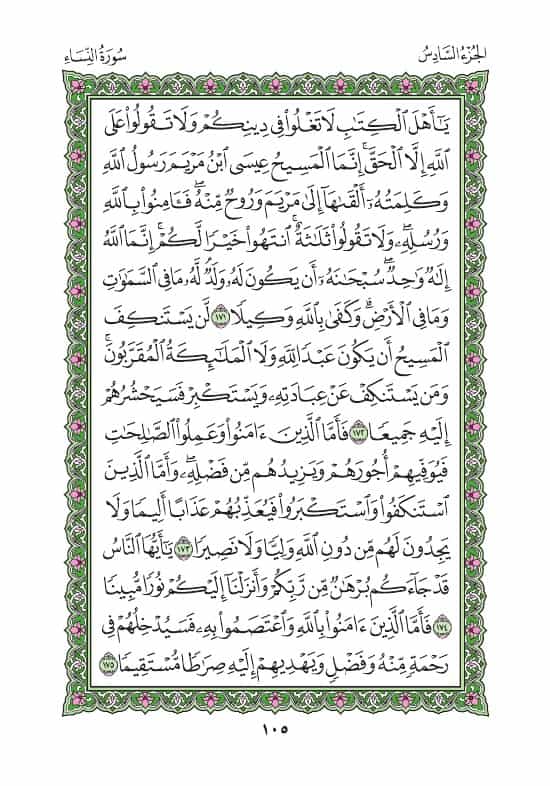 الجزء السادس
سورة النساء
يَٰٓأَهۡلَ ٱلۡكِتَٰبِ لَا تَغۡلُواْ فِي دِينِكُمۡ وَلَا تَقُولُواْ عَلَى
ٱللَّهِ إِلَّا ٱلۡحَقَّۚ إِنَّمَا ٱلۡمَسِيحُ عِيسَى ٱبۡنُ مَرۡيَمَ رَسُولُ ٱللَّهِ
وَكَلِمَتُهُۥٓ أَلۡقَىٰهَآ إِلَىٰ مَرۡيَمَ وَرُوحٞ مِّنۡهُۖ فَـَٔامِنُواْ بِٱللَّهِ
وَرُسُلِهِۦۖ وَلَا تَقُولُواْ ثَلَٰثَةٌۚ ٱنتَهُواْ خَيۡرٗا لَّكُمۡۚ إِنَّمَا ٱللَّهُ
إِلَٰهٞ وَٰحِدٞۖ سُبۡحَٰنَهُۥٓ أَن يَكُونَ لَهُۥ وَلَدٞۘ لَّهُۥ مَا فِي ٱلسَّمَٰوَٰتِ
وَمَا فِي ٱلۡأَرۡضِۗ وَكَفَىٰ بِٱللَّهِ وَكِيلٗا ١٧١ لَّن يَسۡتَنكِفَ
ٱلۡمَسِيحُ أَن يَكُونَ عَبۡدٗا لِّلَّهِ وَلَا ٱلۡمَلَٰٓئِكَةُ ٱلۡمُقَرَّبُونَۚ
وَمَن يَسۡتَنكِفۡ عَنۡ عِبَادَتِهِۦ وَيَسۡتَكۡبِرۡ فَسَيَحۡشُرُهُمۡ
إِلَيۡهِ جَمِيعٗا ١٧٢ فَأَمَّا ٱلَّذِينَ ءَامَنُواْ وَعَمِلُواْ ٱلصَّٰلِحَٰتِ
فَيُوَفِّيهِمۡ أُجُورَهُمۡ وَيَزِيدُهُم مِّن فَضۡلِهِۦۖ وَأَمَّا ٱلَّذِينَ
ٱسۡتَنكَفُواْ وَٱسۡتَكۡبَرُواْ فَيُعَذِّبُهُمۡ عَذَابًا أَلِيمٗا وَلَا
يَجِدُونَ لَهُم مِّن دُونِ ٱللَّهِ وَلِيّٗا وَلَا نَصِيرٗا ١٧٣ يَٰٓأَيُّهَا ٱلنَّاسُ
قَدۡ جَآءَكُم بُرۡهَٰنٞ مِّن رَّبِّكُمۡ وَأَنزَلۡنَآ إِلَيۡكُمۡ نُورٗا مُّبِينٗا
١٧٤ فَأَمَّا ٱلَّذِينَ ءَامَنُواْ بِٱللَّهِ وَٱعۡتَصَمُواْ بِهِۦ فَسَيُدۡخِلُهُمۡ فِي
رَحۡمَةٖ مِّنۡهُ وَفَضۡلٖ وَيَهۡدِيهِمۡ إِلَيۡهِ صِرَٰطٗا مُّسۡتَقِيمٗا ١٧٥
١٠٥